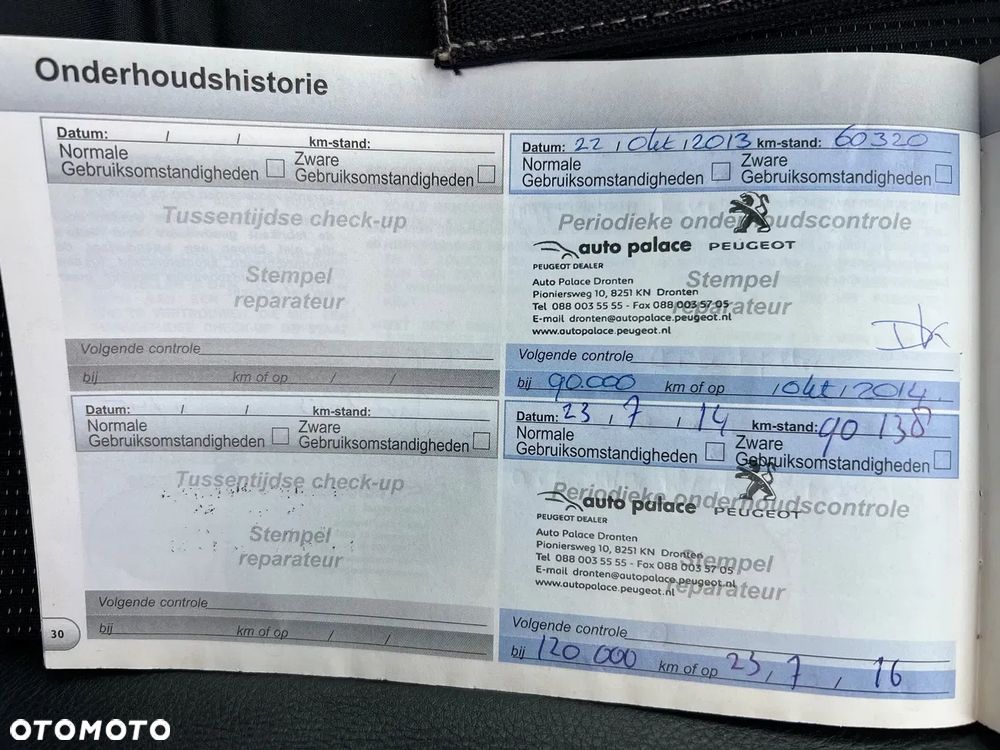 Onderhoudshistorie
Datum: / / km-stand:
Normale
Gebruiksomstandigheden
Zware
Gebruiksomstandigheden
Tussentijdse check-up
Stempel
reparateur
Volgende controle
bij km of op / /
Datum: 22 / Okt / 2013 km-stand: 60320
Normale
Gebruiksomstandigheden
Zware
Gebruiksomstandigheden
Periodieke onderhoudscontrole
auto palace PEUGEOT
PEUGEOT DEALER
Stempel
reparateur
Auto Palace Dronten
Pioniersweg 10, 8251 KN Dronten
Tel 088 003 55 55 - Fax 088 003 57 05
E-mail dronten@autopalace.peugeot.nl
www.autopalace.peugeot.nl
Volgende controle
bij 90.000 km of op / Okt / 2014.
Datum: / / km-stand:
Normale
Gebruiksomstandigheden
Zware
Gebruiksomstandigheden
Tussentijdse check-up
Stempel
reparateur
Volgende controle
bij km of op / /
Datum: 23 / 7 / 14 km-stand: 90 138
Normale
Gebruiksomstandigheden
Zware
Gebruiksomstandigheden
Periodieke onderhoudscontrole
auto palace PEUGEOT
PEUGEOT DEALER
Stempel
reparateur
Auto Palace Dronten
Pioniersweg 10, 8251 KN Dronten
Tel 088 003 55 55 - Fax 088 003 57 05
E-mail dronten@autopalace.peugeot.nl
www.autopalace.peugeot.nl
Volgende controle
bij 120 000 km of op 23 / 7 / 16
30
OTOMOTO